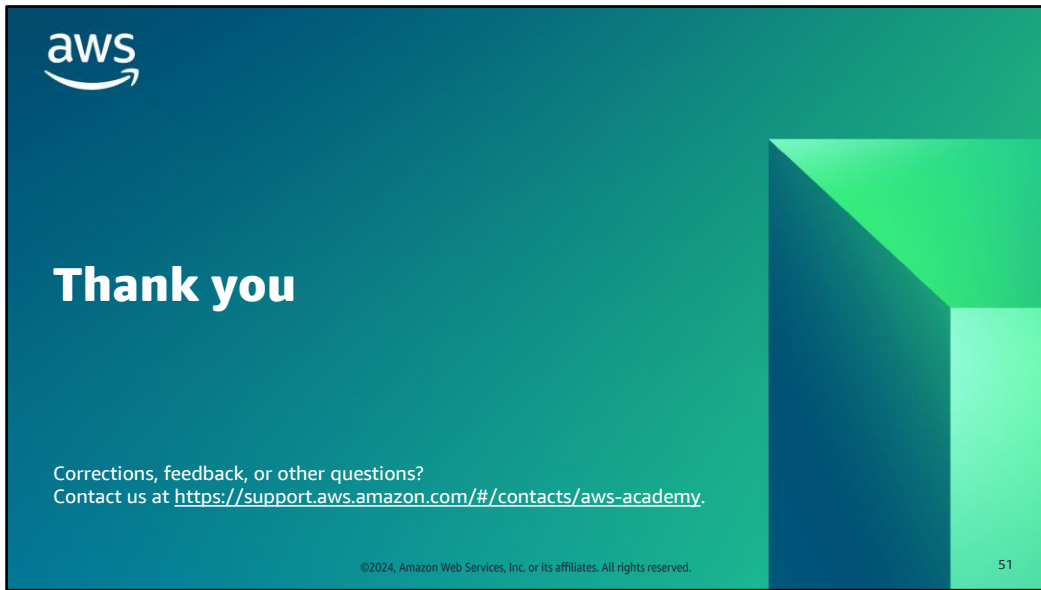 aws
Thank you
Corrections, feedback, or other questions?
Contact us at https://support.aws.amazon.com/#/contacts/aws-academy.
©2024, Amazon Web Services, Inc. or its affiliates. All rights reserved.
51